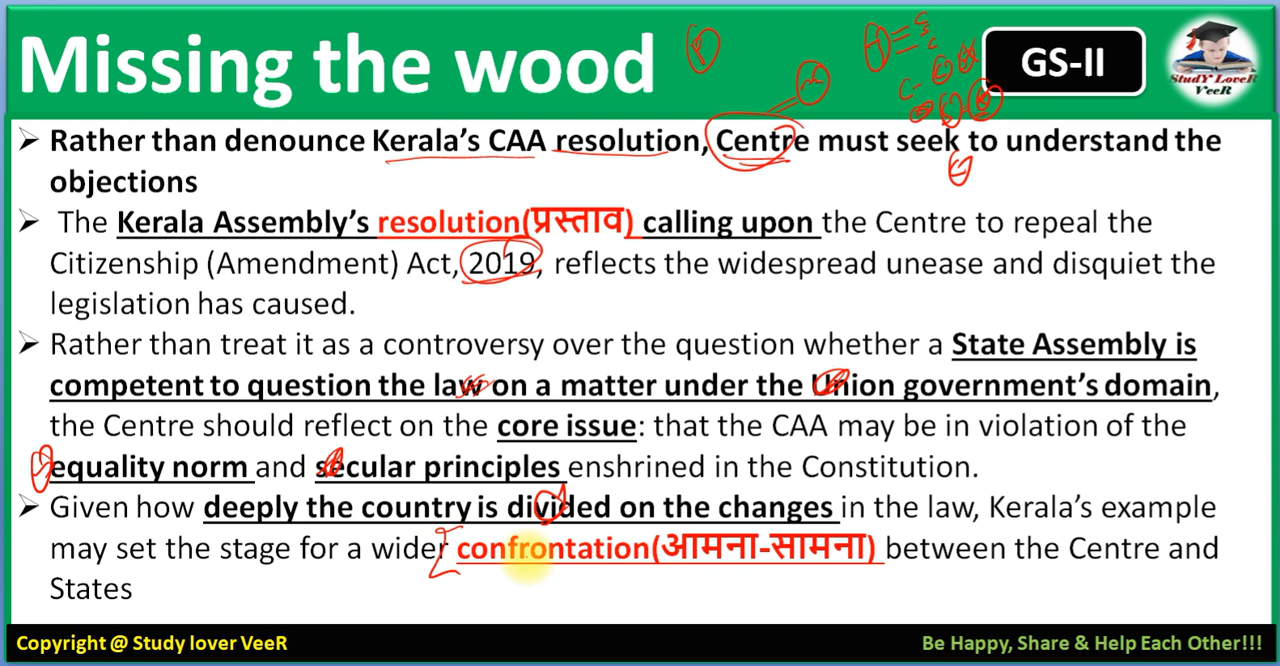 Missing the wood
GS-II
StudY LoveR
VeeR
➢ Rather than denounce Kerala's CAA resolution, Centre must seek to understand the
objections
➢ The Kerala Assembly's resolution(प्रस्ताव) calling upon the Centre to repeal the
Citizenship (Amendment) Act, 2019, reflects the widespread unease and disquiet the
legislation has caused.
➢ Rather than treat it as a controversy over the question whether a State Assembly is
competent to question the law on a matter under the Union government's domain,
the Centre should reflect on the core issue: that the CAA may be in violation of the
equality norm and secular principles enshrined in the Constitution.
➢ Given how deeply the country is divided on the changes in the law, Kerala's example
may set the stage for a wider confrontation(आमना-सामना) between the Centre and
States
Copyright @ Study lover VeeR
Be Happy, Share & Help Each Other!!!